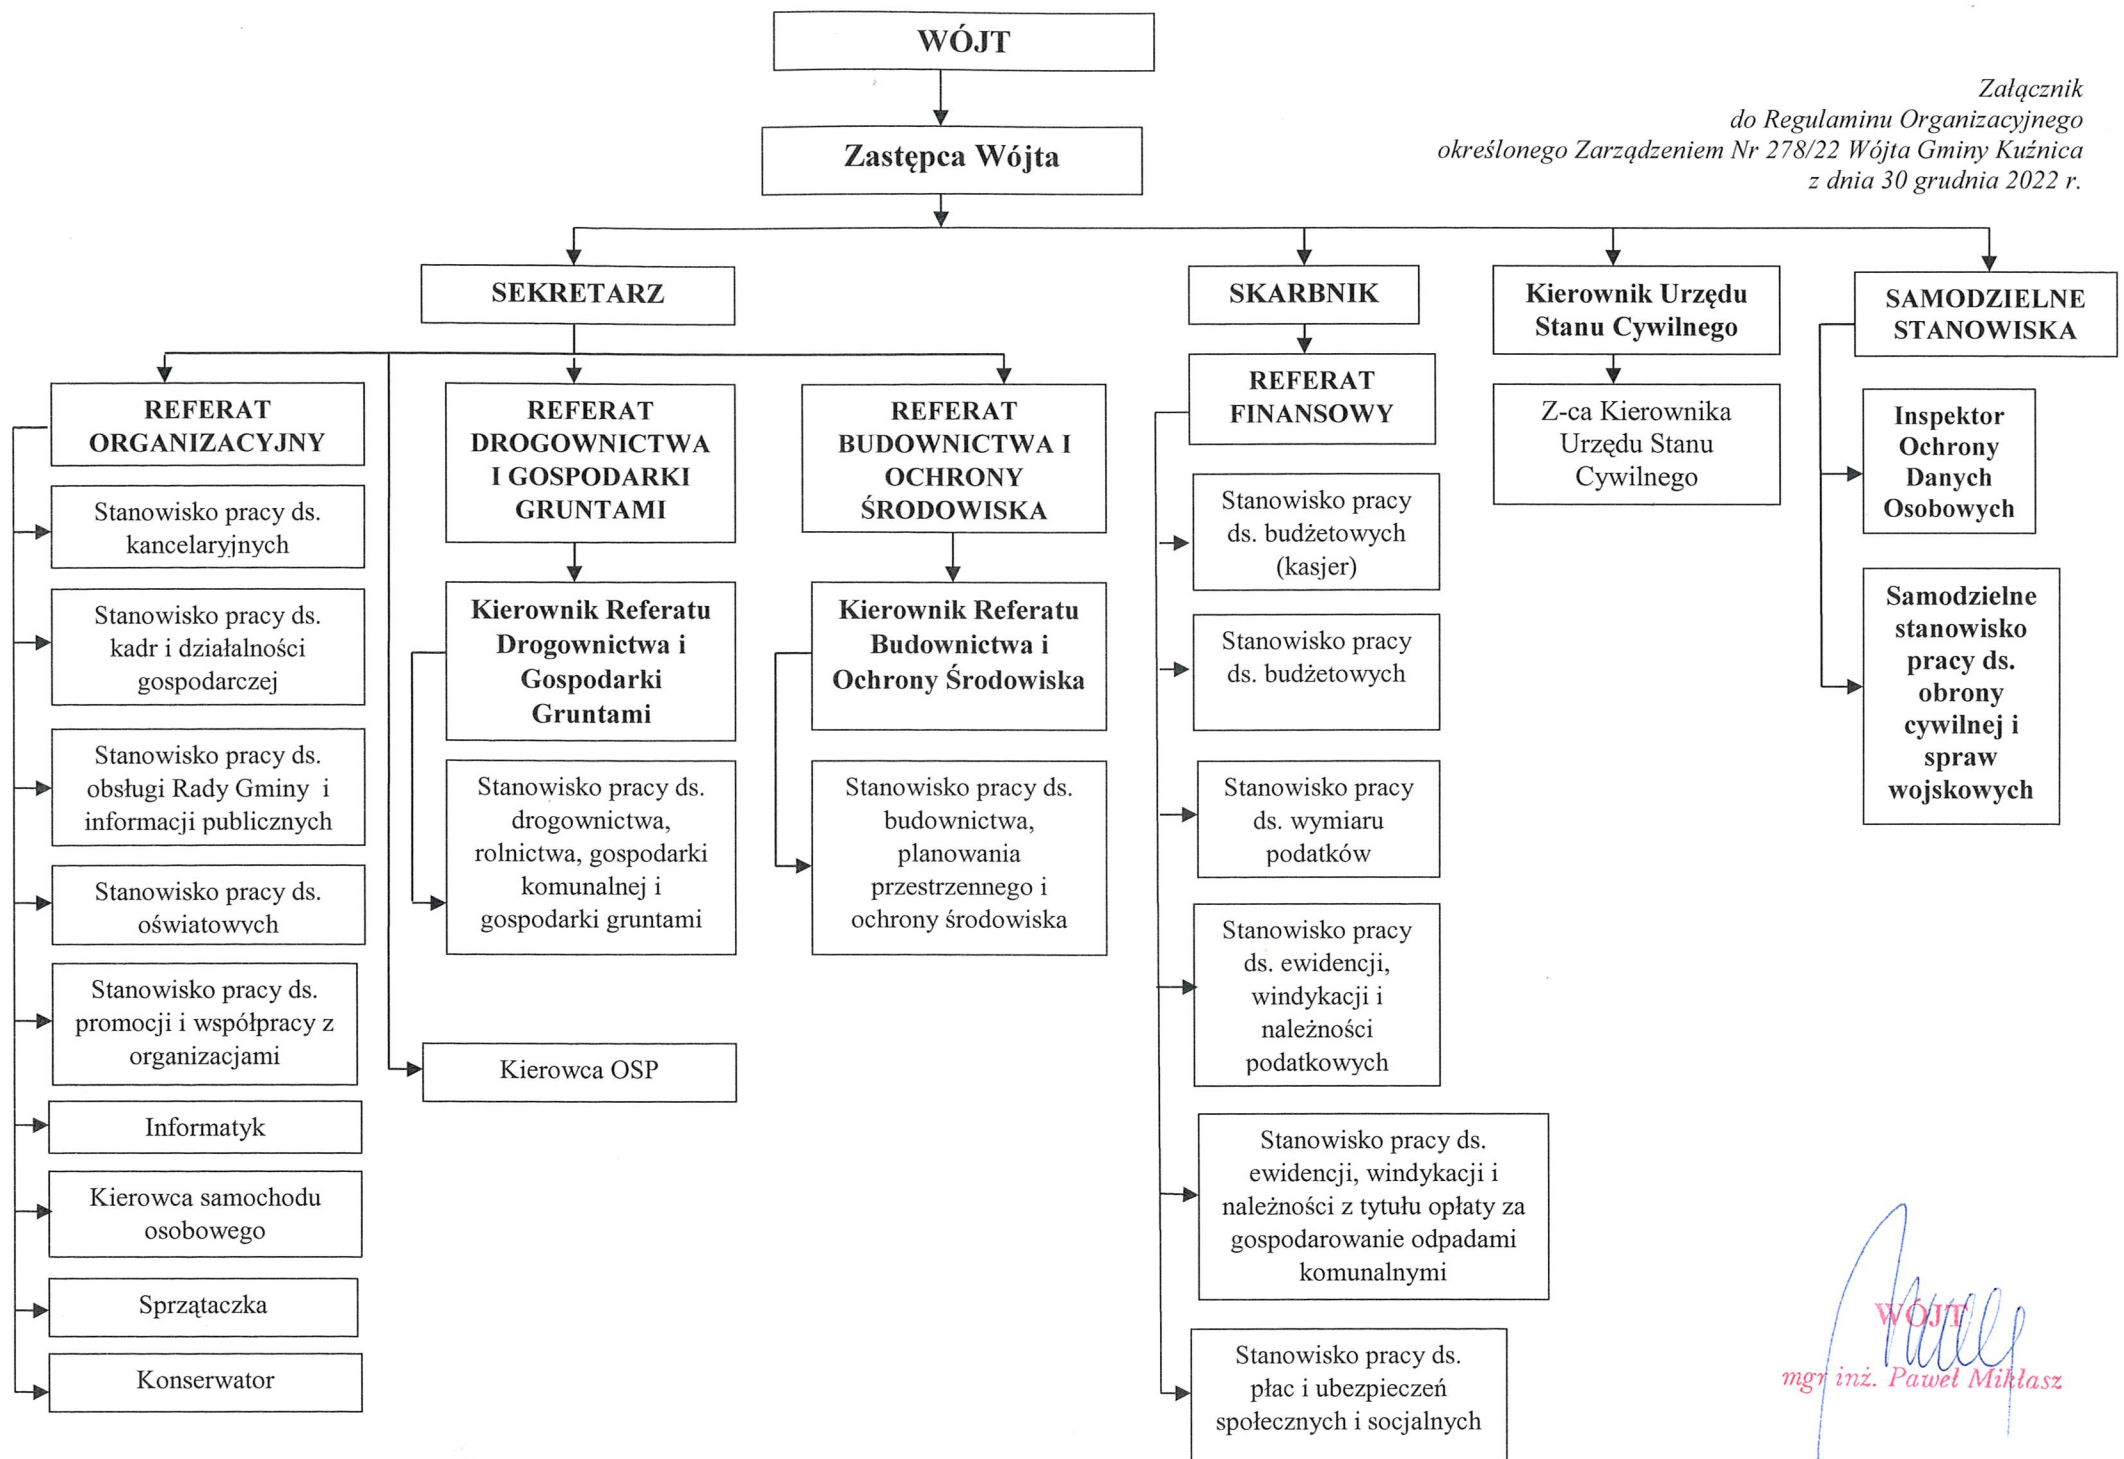 WÓJT
Załącznik
do Regulaminu Organizacyjnego
określonego Zarządzeniem Nr 278/22 Wójta Gminy Kuźnica
z dnia 30 grudnia 2022 r.
Zastępca Wójta
SEKRETARZ
SKARBNIK
Kierownik Urzędu
Stanu Cywilnego
SAMODZIELNE
STANOWISKA
REFERAT
ORGANIZACYJNY
REFERAT
DROGOWNICTWA
I GOSPODARKI
GRUNTAMI
REFERAT
BUDOWNICTWA I
OCHRONY
ŚRODOWISKA
REFERAT
FINANSOWY
Z-ca Kierownika
Urzędu Stanu
Cywilnego
Inspektor
Ochrony
Danych
Osobowych
Stanowisko pracy ds.
kancelaryjnych
Stanowisko pracy ds.
kadr i działalności
gospodarczej
Stanowisko pracy ds.
obsługi Rady Gminy i
informacji publicznych
Stanowisko pracy ds.
oświatowych
Stanowisko pracy ds.
promocji i współpracy z
organizacjami
Informatyk
Kierowca samochodu
osobowego
Sprzątaczka
Konserwator
Kierownik Referatu
Drogownictwa i
Gospodarki
Gruntami
Stanowisko pracy ds.
drogownictwa,
rolnictwa, gospodarki
komunalnej i
gospodarki gruntami
Kierowca OSP
Kierownik Referatu
Budownictwa i
Ochrony Środowiska
Stanowisko pracy ds.
budownictwa,
planowania
przestrzennego i
ochrony środowiska
Stanowisko pracy
ds. budżetowych
(kasjer)
Stanowisko pracy
ds. budżetowych
Stanowisko pracy
ds. wymiaru
podatków
Stanowisko pracy
ds. ewidencji,
windykacji i
należności
podatkowych
Stanowisko pracy ds.
ewidencji, windykacji i
należności z tytułu opłaty za
gospodarowanie odpadami
komunalnymi
Stanowisko pracy ds.
płac i ubezpieczeń
społecznych i socjalnych
Samodzielne
stanowisko
pracy ds.
obrony
cywilnej i
spraw
wojskowych
WÓJT
mgr inż. Paweł Mikłasz